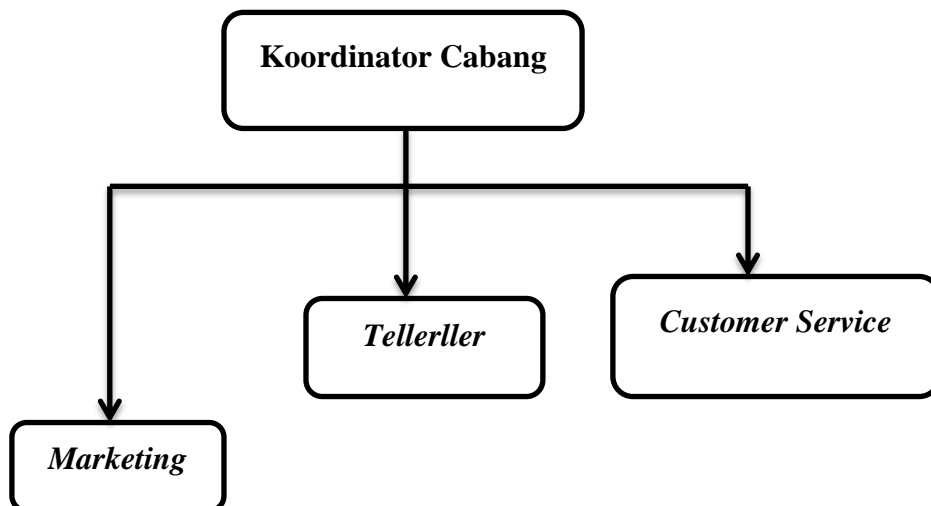 Koordinator Cabang
Tellerller
Customer Service
Marketing